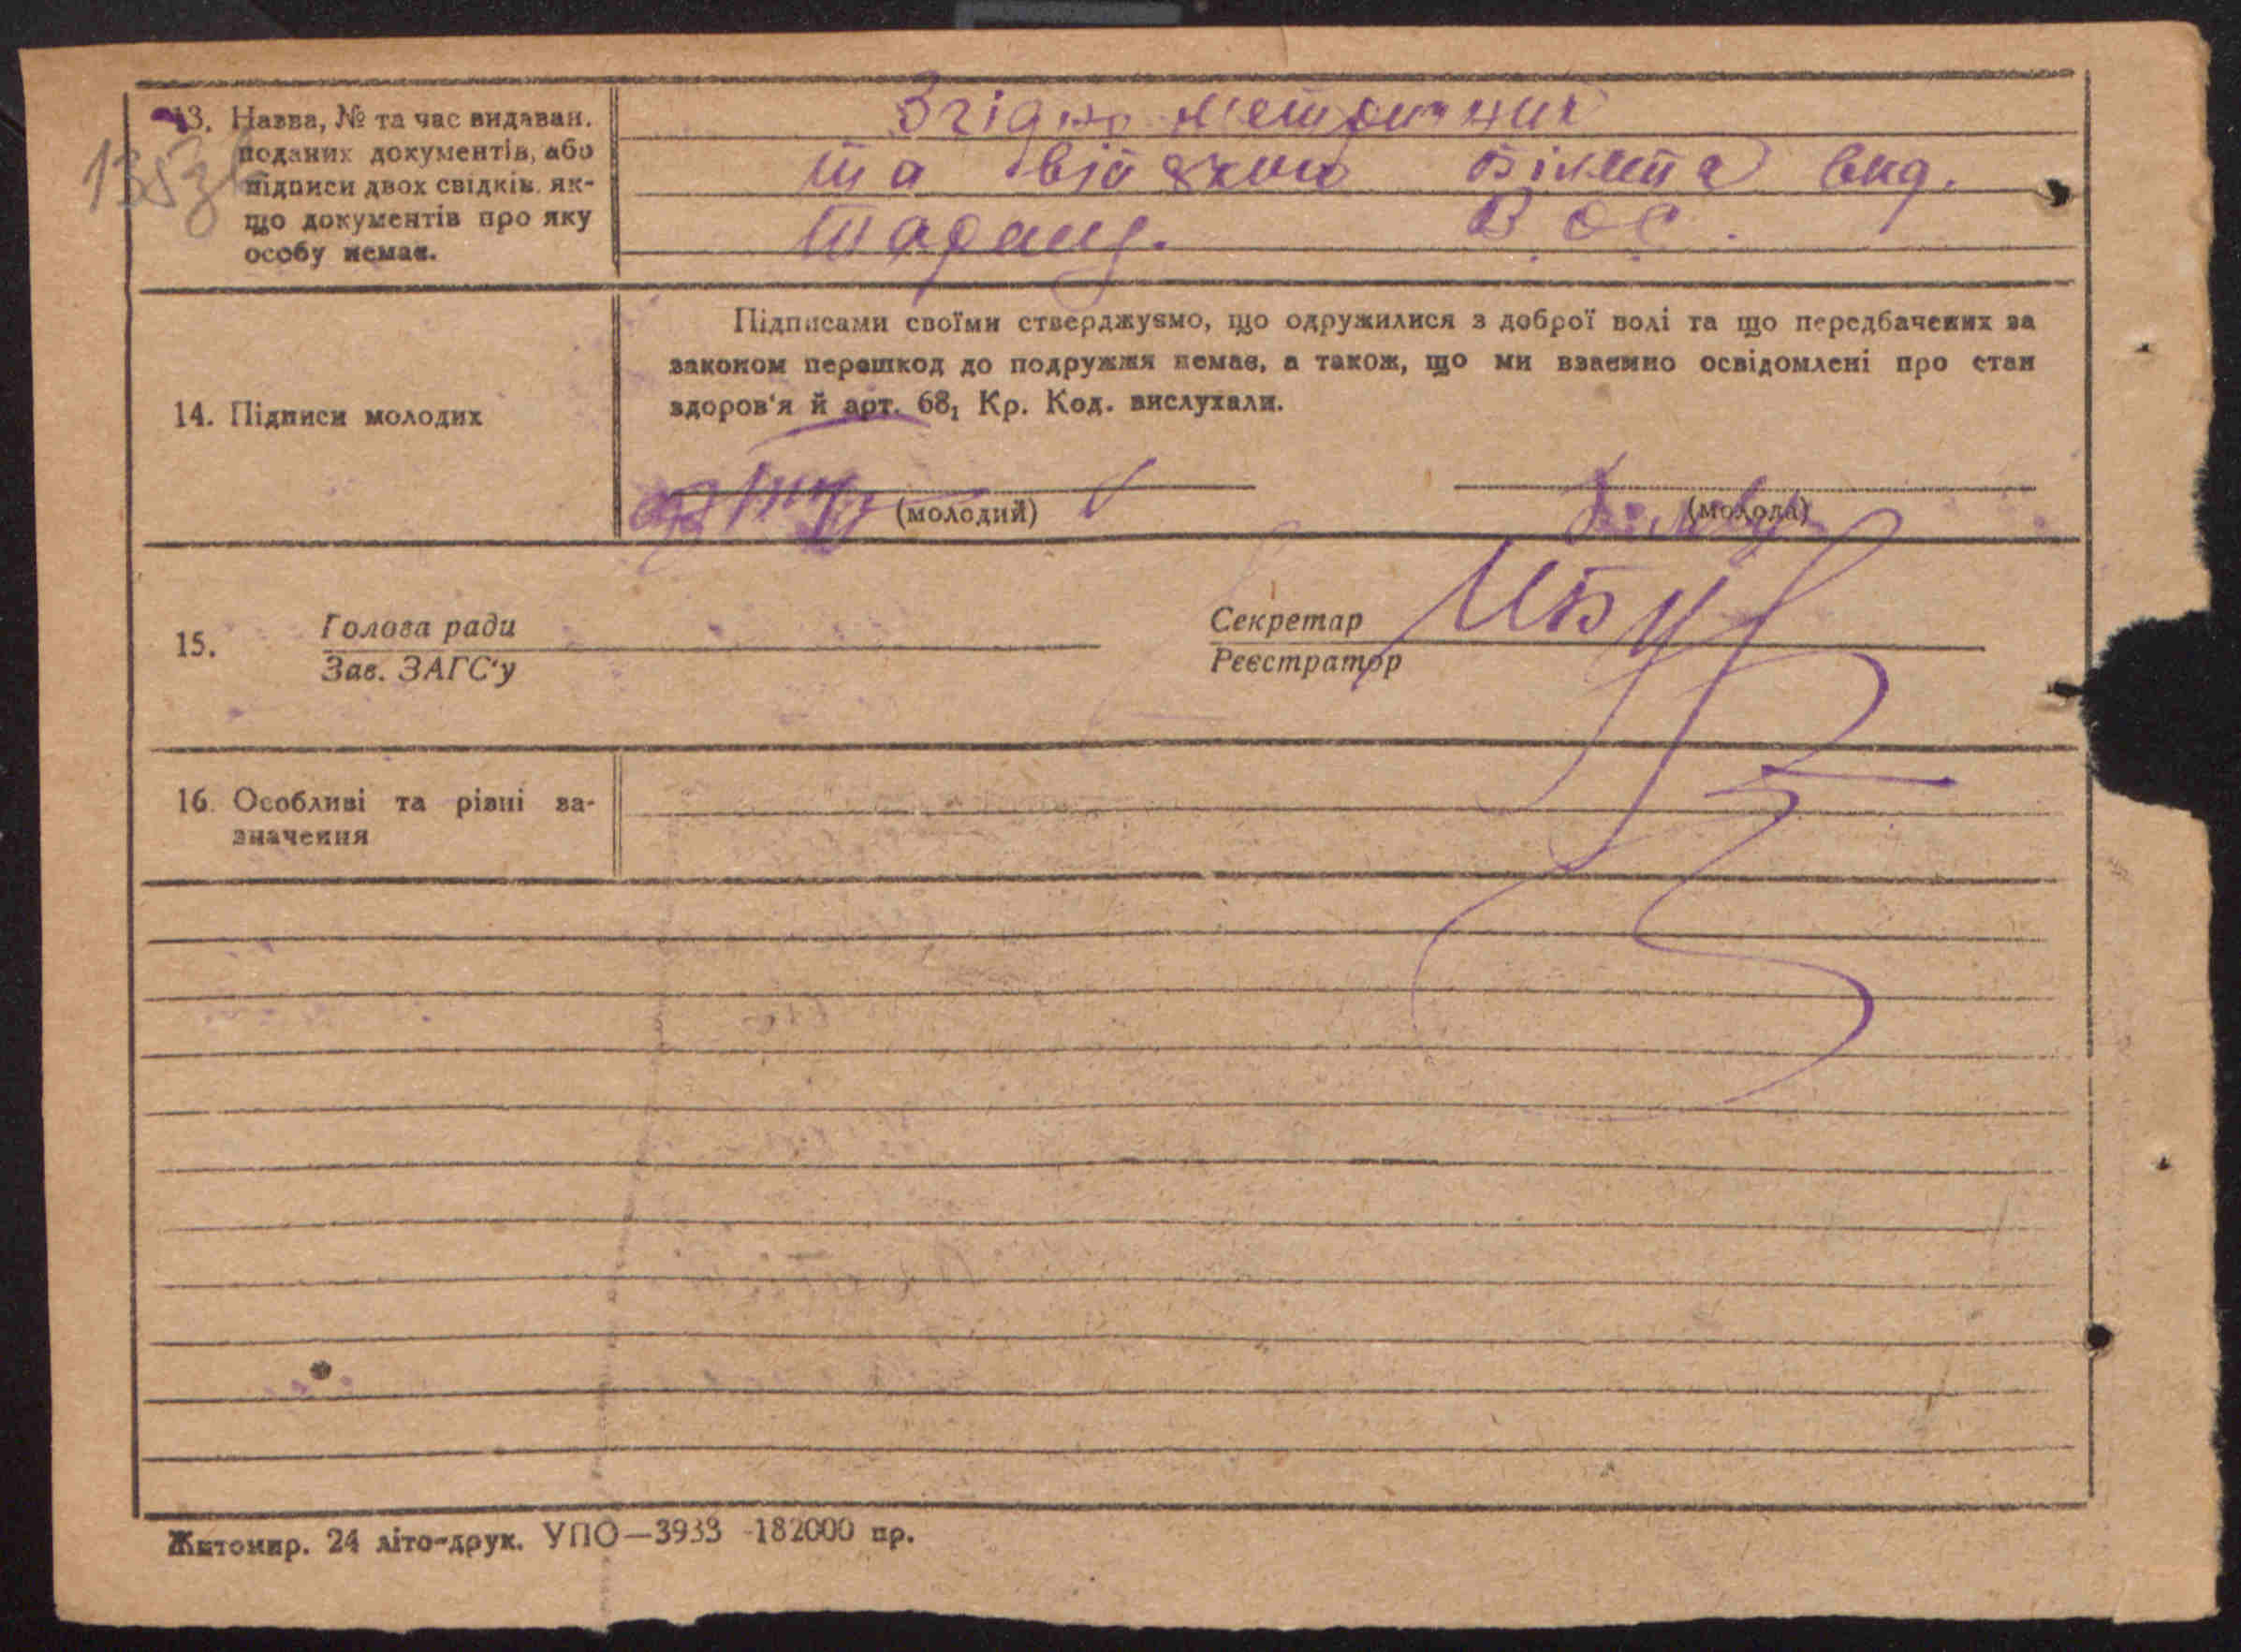 13. Назва, № та час видаван.
поданих документів, або
підписи двох свідків, як-
що документів про яку
особу немає.
Згідно метричних
та військов білета вид.
В О С.
14. Підписи молодих
Підписами своїми стверджуємо, що одружилися з доброї волі та що передбачених за
законом перешкод до подружжя немає, а також, що ми взаємно освідомлені про стан
здоров'я й арт. 68₁ Кр. Код. вислухали.
(молодий) (молода)
15. Голова ради
Зав. ЗАГС'у
Секретар
Реєстратор
16. Особливі та різні за-
значення
Житомир. 24 літо-друк. УПО—3933 -182000 пр.